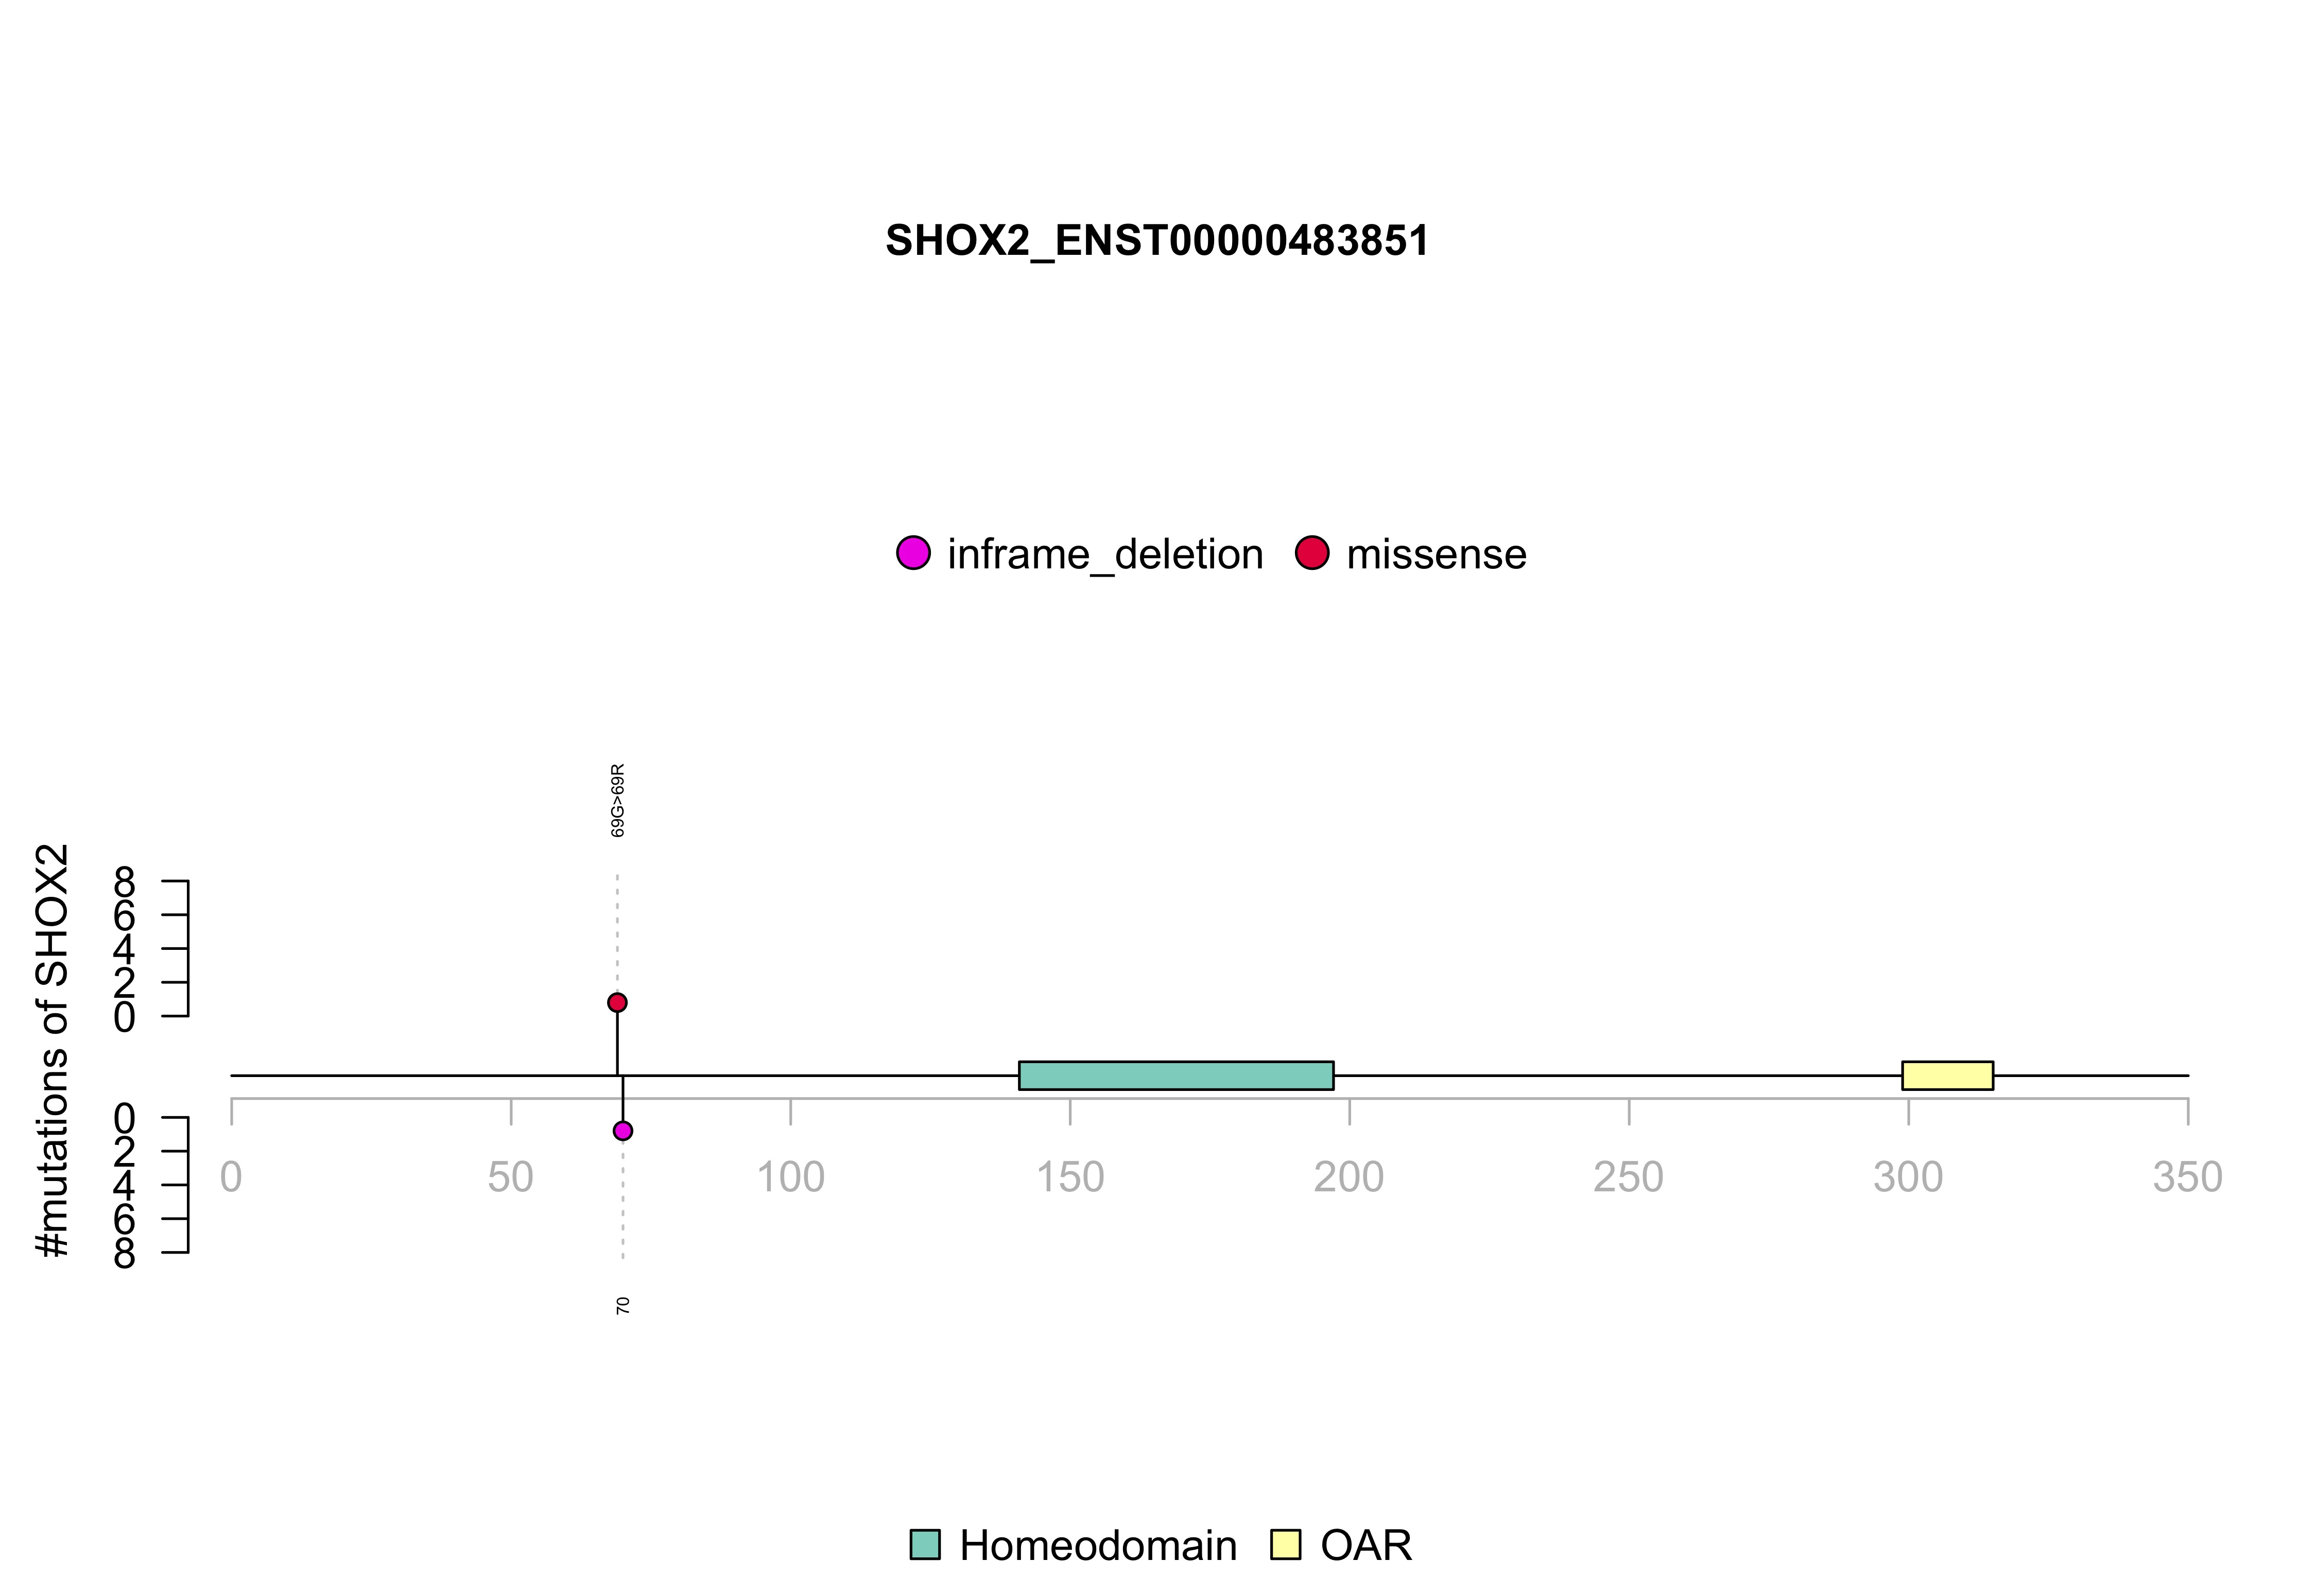 SHOX2_ENST00000483851
inframe_deletion missense
69G>69R
#mutations of SHOX2
8
6
4
2
0
0
2
4
6
8
0 50 100 150 200 250 300 350
70
Homeodomain OAR